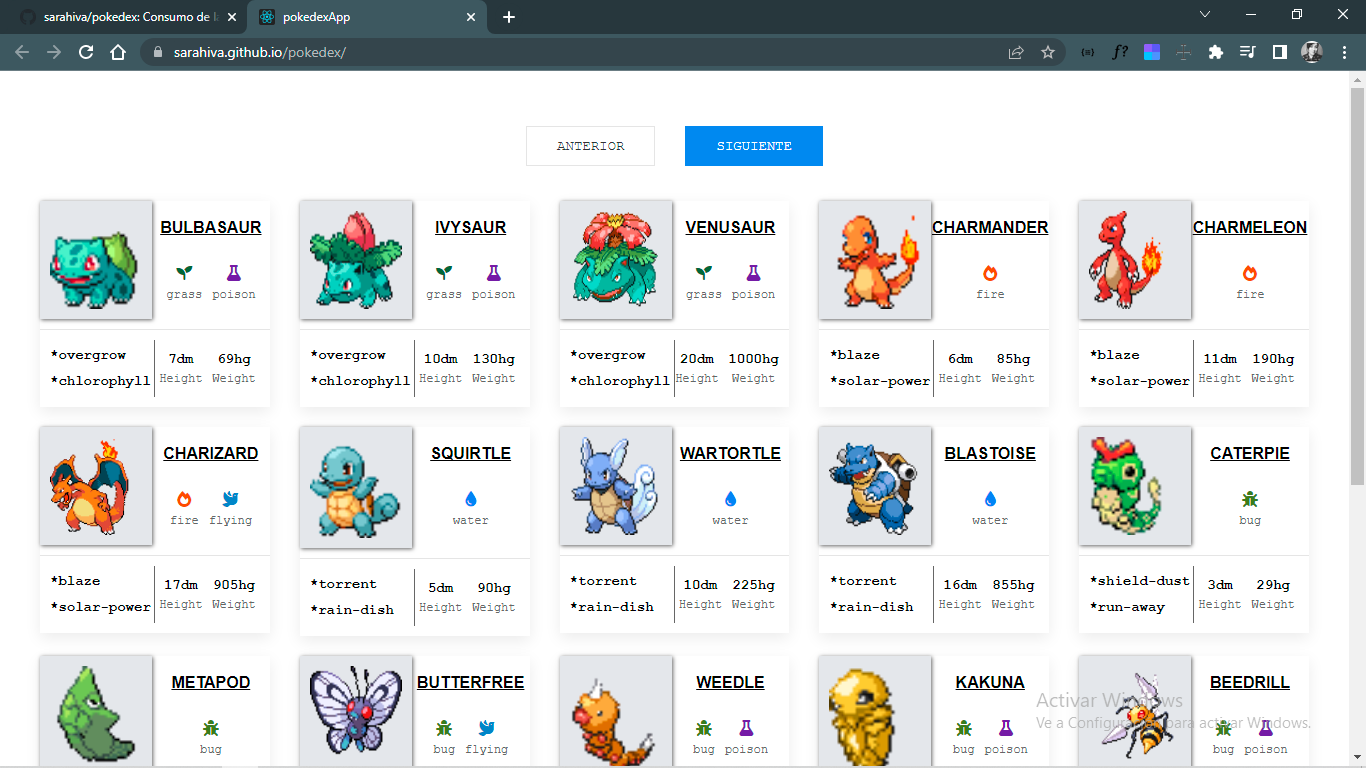 sarahiva/pokedex: Consumo de la
pokedexApp
sarahiva.github.io/pokedex/
ANTERIOR
SIGUIENTE
BULBASAUR
grass poison
*overgrow
*chlorophyll
7dm 69hg
Height Weight
IVYSAUR
grass poison
*overgrow
*chlorophyll
10dm 130hg
Height Weight
VENUSAUR
grass poison
*overgrow
*chlorophyll
20dm 1000hg
Height Weight
CHARMANDER
fire
*blaze
*solar-power
6dm 85hg
Height Weight
CHARMELEON
fire
*blaze
*solar-power
11dm 190hg
Height Weight
CHARIZARD
fire flying
*blaze
*solar-power
17dm 905hg
Height Weight
SQUIRTLE
water
*torrent
*rain-dish
5dm 90hg
Height Weight
WARTORTLE
water
*torrent
*rain-dish
10dm 225hg
Height Weight
BLASTOISE
water
*torrent
*rain-dish
16dm 855hg
Height Weight
CATERPIE
bug
*shield-dust
*run-away
3dm 29hg
Height Weight
METAPOD
bug
BUTTERFREE
bug flying
WEEDLE
bug poison
KAKUNA
bug poison
BEEDRILL
bug poison
Activar Windows
Ve a Configuración para activar Windows.